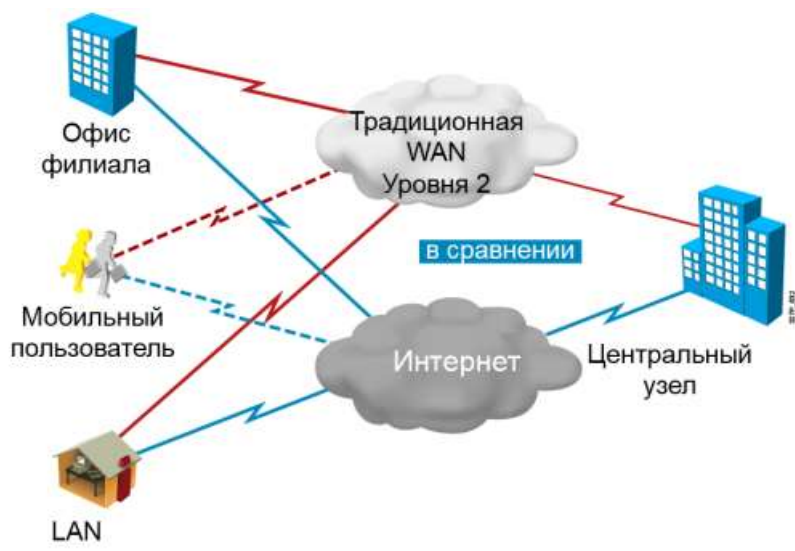 Офис
филиала
Традиционная
WAN
Уровня 2
в сравнении
Мобильный
пользователь
Интернет
Центральный
узел
LAN